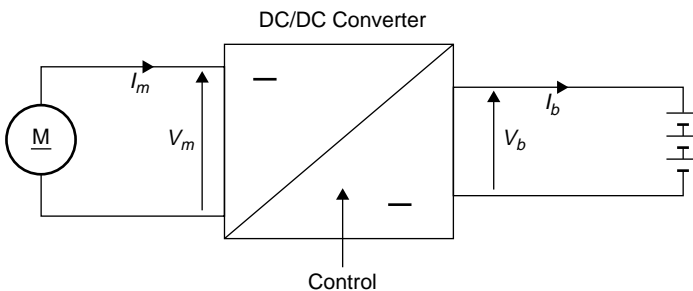 DC/DC Converter
I_m
V_m
M
I_b
V_b
Control